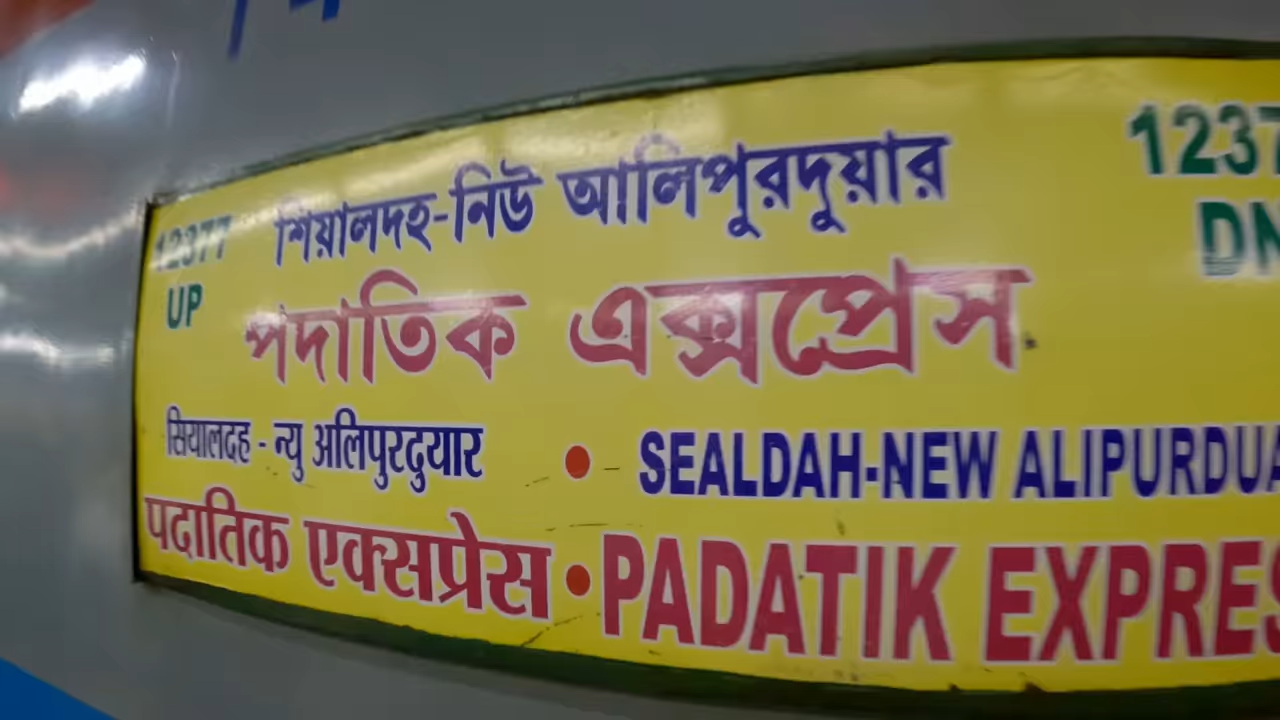 শিয়ালদহ-নিউ আলিপুরদুয়ার
12377 UP
1237
পদাতিক এক্সপ্রেস
सियालदह - न्यु अलिपुरदुयार • SEALDAH-NEW ALIPURDUA
पदातिक एक्सप्रेस • PADATIK EXPRES